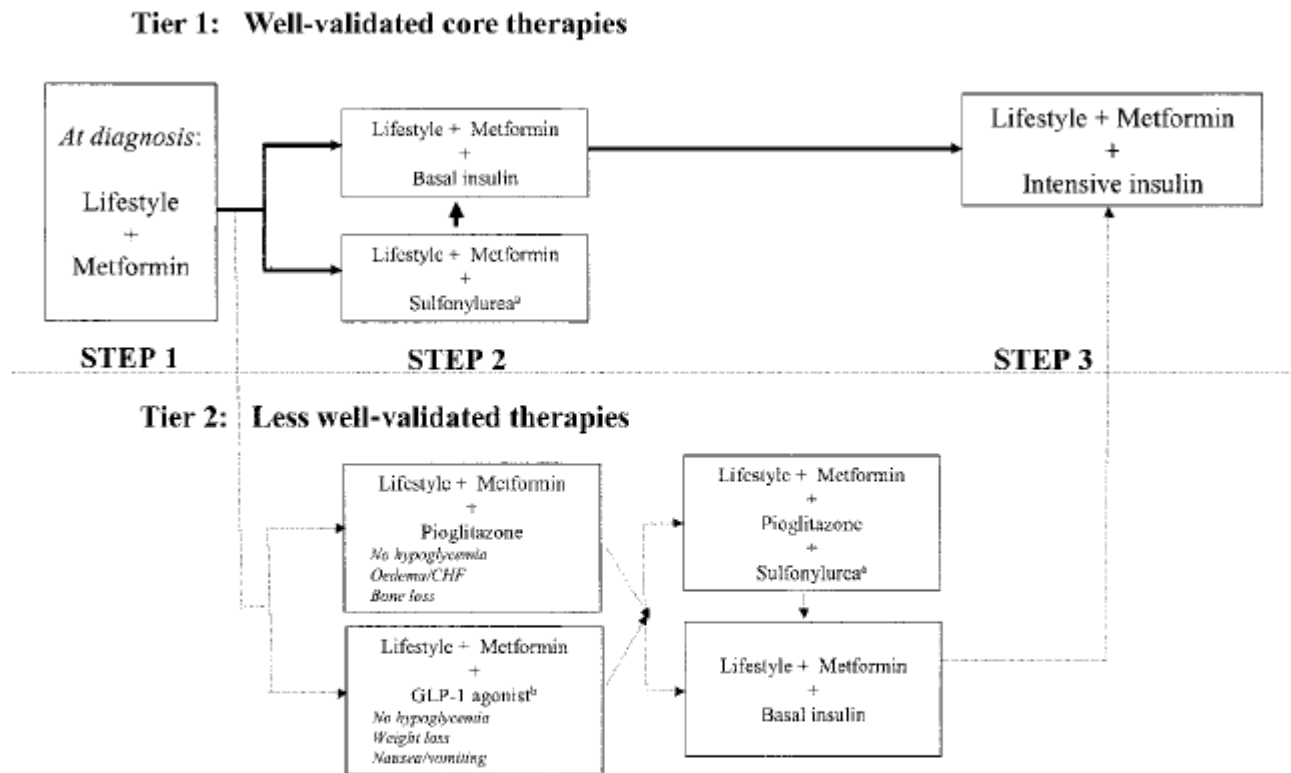 Tier 1: Well-validated core therapies
At diagnosis:
Lifestyle
+
Metformin
Lifestyle + Metformin
+
Basal insulin
Lifestyle + Metformin
+
Sulfonylureaᵃ
Lifestyle + Metformin
+
Intensive insulin
STEP 1
STEP 2
STEP 3
Tier 2: Less well-validated therapies
Lifestyle + Metformin
+
Pioglitazone
No hypoglycemia
Oedema/CHF
Bone loss
Lifestyle + Metformin
+
GLP-1 agonistᵇ
No hypoglycemia
Weight loss
Nausea/vomiting
Lifestyle + Metformin
+
Pioglitazone
+
Sulfonylureaᵃ
Lifestyle + Metformin
+
Basal insulin